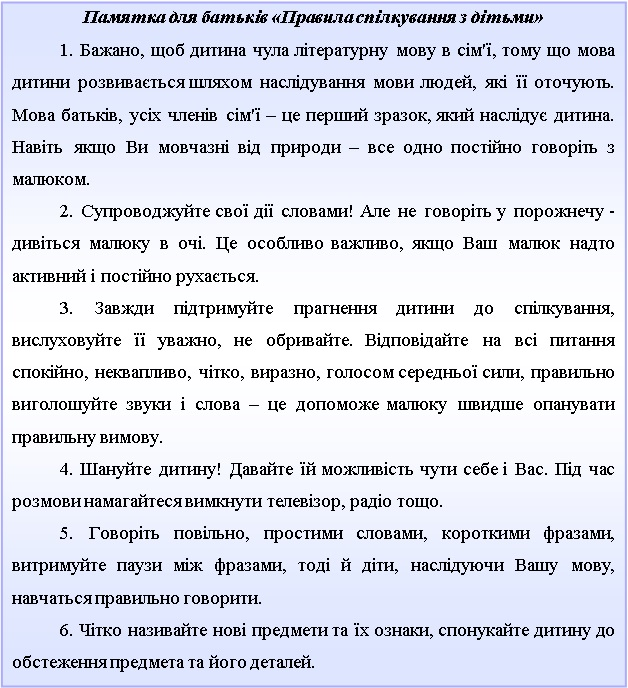 Памятка для батьків «Правила спілкування з дітьми»
1. Бажано, щоб дитина чула літературну мову в сім'ї, тому що мова
дитини розвивається шляхом наслідування мови людей, які її оточують.
Мова батьків, усіх членів сім'ї – це перший зразок, який наслідує дитина.
Навіть якщо Ви мовчазні від природи – все одно постійно говоріть з
малюком.
2. Супроводжуйте свої дії словами! Але не говоріть у порожнечу -
дивіться малюку в очі. Це особливо важливо, якщо Ваш малюк надто
активний і постійно рухається.
3. Завжди підтримуйте прагнення дитини до спілкування,
вислуховуйте її уважно, не обривайте. Відповідайте на всі питання
спокійно, неквапливо, чітко, виразно, голосом середньої сили, правильно
виголошуйте звуки і слова – це допоможе малюку швидше опанувати
правильну вимову.
4. Шануйте дитину! Давайте їй можливість чути себе і Вас. Під час
розмови намагайтеся вимкнути телевізор, радіо тощо.
5. Говоріть повільно, простими словами, короткими фразами,
витримуйте паузи між фразами, тоді й діти, наслідуючи Вашу мову,
навчаться правильно говорити.
6. Чітко називайте нові предмети та їх ознаки, спонукайте дитину до
обстеження предмета та його деталей.